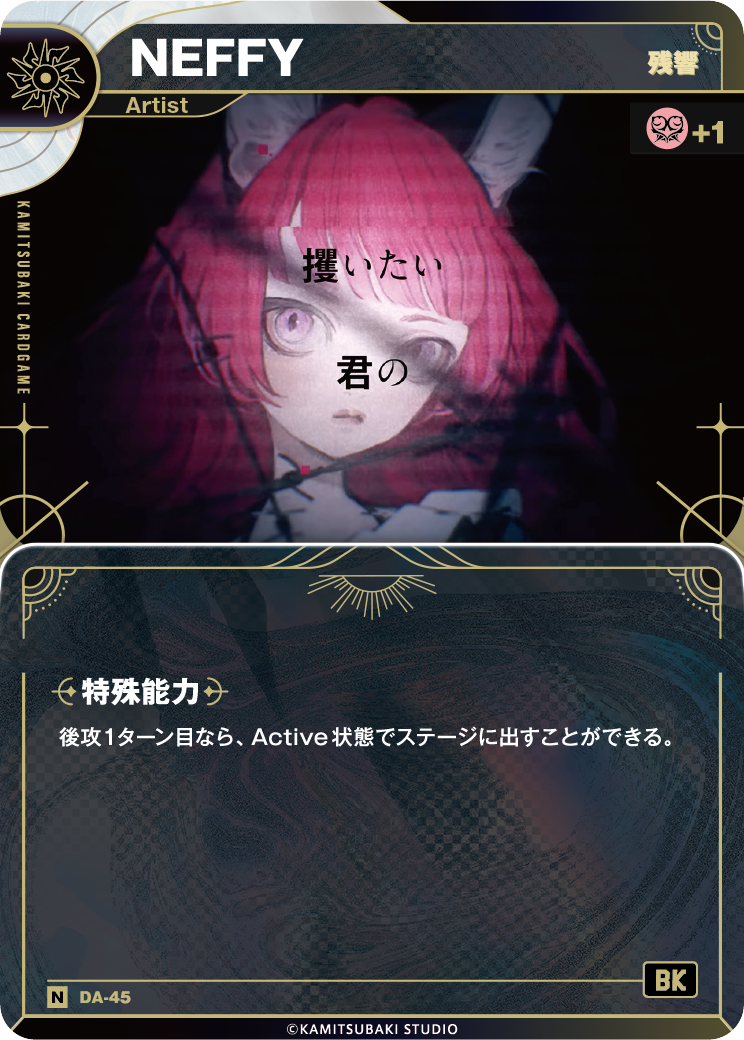 NEFFY
残響
Artist
+1
KAMITSUBAKI CARDGAME
攫いたい
君の
特殊能力
後攻1ターン目なら、Active状態でステージに出すことができる。
BK
N DA-45
©KAMITSUBAKI STUDIO